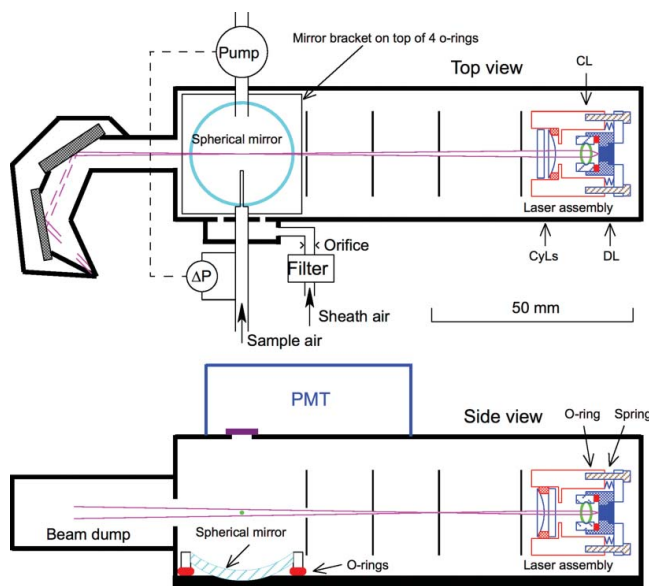 Pump
Mirror bracket on top of 4 o-rings
Top view
CL
Spherical mirror
Laser assembly
Orifice
CyLs
DL
ΔP
Filter
Sheath air
50 mm
Sample air
PMT
Side view
O-ring
Spring
Beam dump
Spherical mirror
O-rings
Laser assembly